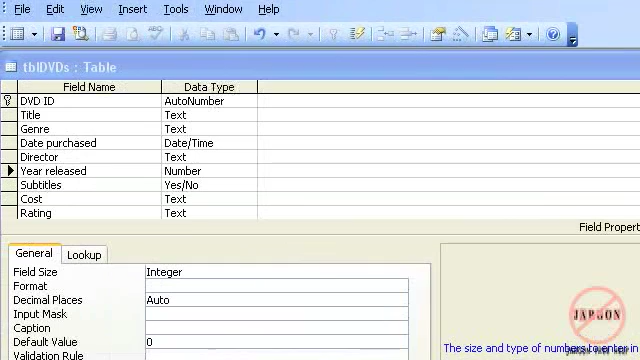 File Edit View Insert Tools Window Help
tblDVDs : Table
Field Name Data Type
DVD ID AutoNumber
Title Text
Genre Text
Date purchased Date/Time
Director Text
Year released Number
Subtitles Yes/No
Cost Text
Rating Text
Field Propert
General Lookup
Field Size Integer
Format
Decimal Places Auto
Input Mask
Caption
Default Value 0
Validation Rule
JARGON
The size and type of numbers to enter in